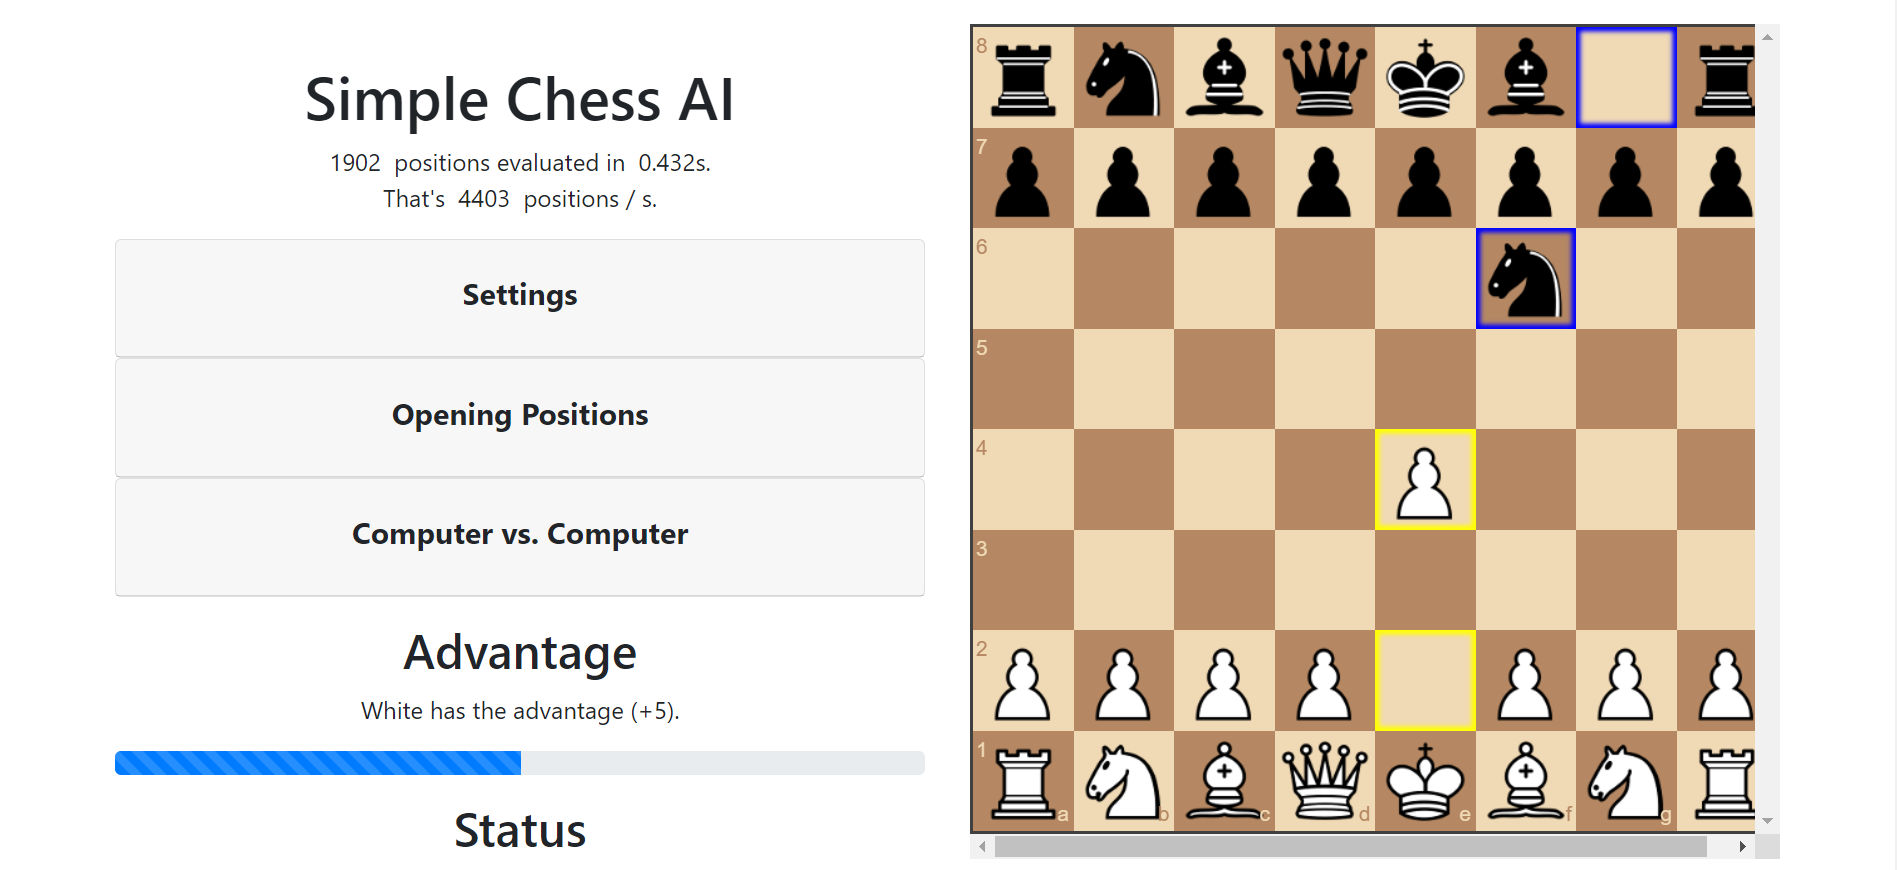 Simple Chess AI
1902 positions evaluated in 0.432s.
That's 4403 positions / s.
Settings
Opening Positions
Computer vs. Computer
Advantage
White has the advantage (+5).
Status
8
7
6
5
4
3
2
1
a b c d e f g